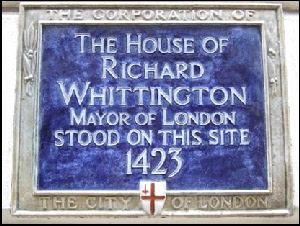 THE CORPORATION OF
THE HOUSE OF
RICHARD
WHITTINGTON
MAYOR OF LONDON
STOOD ON THIS SITE
1423
THE CITY OF LONDON